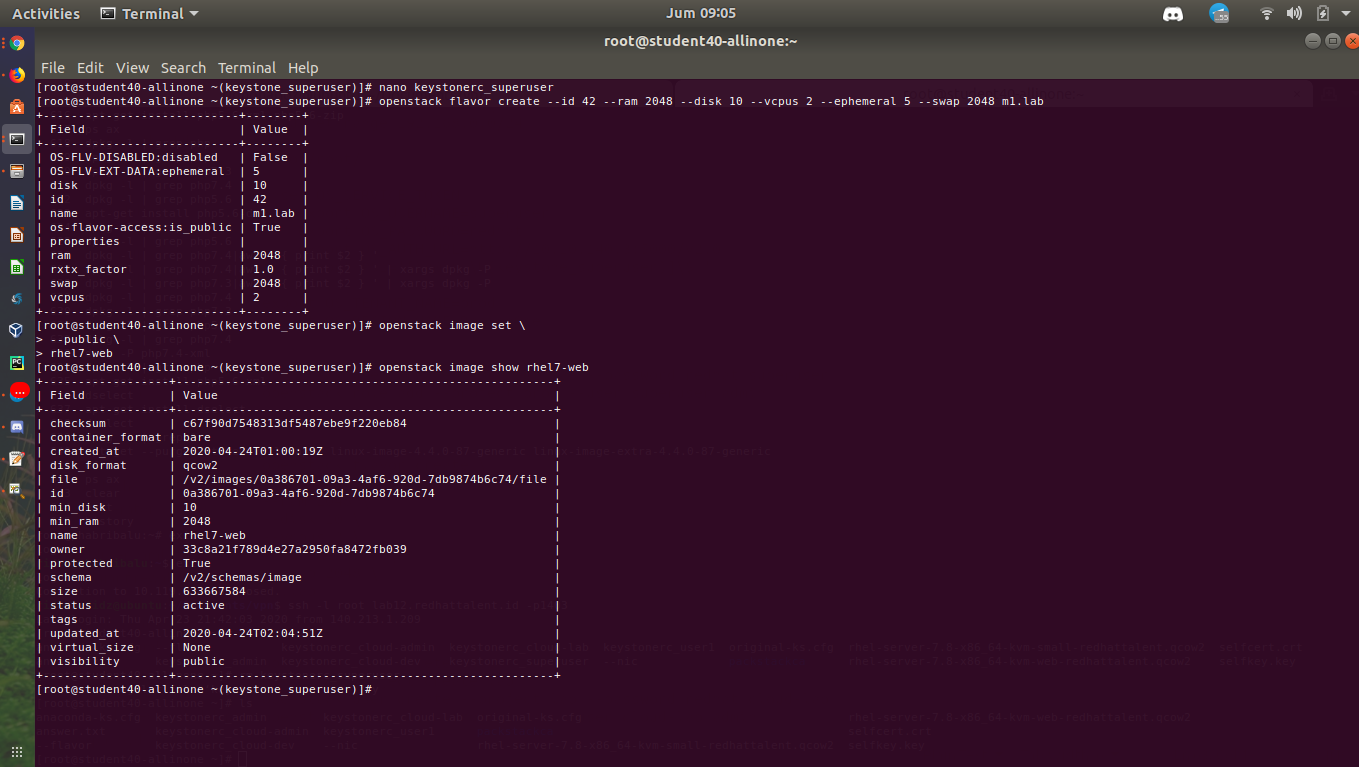 Activities Terminal Jum 09:05 55
root@student40-allinone:~
File Edit View Search Terminal Help
[root@student40-allinone ~(keystone_superuser)]# nano keystonerc_superuser
[root@student40-allinone ~(keystone_superuser)]# openstack flavor create --id 42 --ram 2048 --disk 10 --vcpus 2 --ephemeral 5 --swap 2048 m1.lab
+----------------------------+--------+
| Field                      | Value  |
+----------------------------+--------+
| OS-FLV-DISABLED:disabled   | False  |
| OS-FLV-EXT-DATA:ephemeral  | 5      |
| disk                       | 10     |
| id                         | 42     |
| name                       | m1.lab |
| os-flavor-access:is_public | True   |
| properties                 |        |
| ram                        | 2048   |
| rxtx_factor                | 1.0    |
| swap                       | 2048   |
| vcpus                      | 2      |
+----------------------------+--------+
[root@student40-allinone ~(keystone_superuser)]# openstack image set \
> --public \
> rhel7-web
[root@student40-allinone ~(keystone_superuser)]# openstack image show rhel7-web
+------------------+------------------------------------------------------+
| Field            | Value                                                |
+------------------+------------------------------------------------------+
| checksum         | c67f90d7548313df5487ebe9f220eb84                     |
| container_format | bare                                                 |
| created_at       | 2020-04-24T01:00:19Z                                 |
| disk_format      | qcow2                                                |
| file             | /v2/images/0a386701-09a3-4af6-920d-7db9874b6c74/file |
| id               | 0a386701-09a3-4af6-920d-7db9874b6c74                 |
| min_disk         | 10                                                   |
| min_ram          | 2048                                                 |
| name             | rhel7-web                                            |
| owner            | 33c8a21f789d4e27a2950fa8472fb039                     |
| protected        | True                                                 |
| schema           | /v2/schemas/image                                    |
| size             | 633667584                                            |
| status           | active                                               |
| tags             |                                                      |
| updated_at       | 2020-04-24T02:04:51Z                                 |
| virtual_size     | None                                                 |
| visibility       | public                                               |
+------------------+------------------------------------------------------+
[root@student40-allinone ~(keystone_superuser)]#